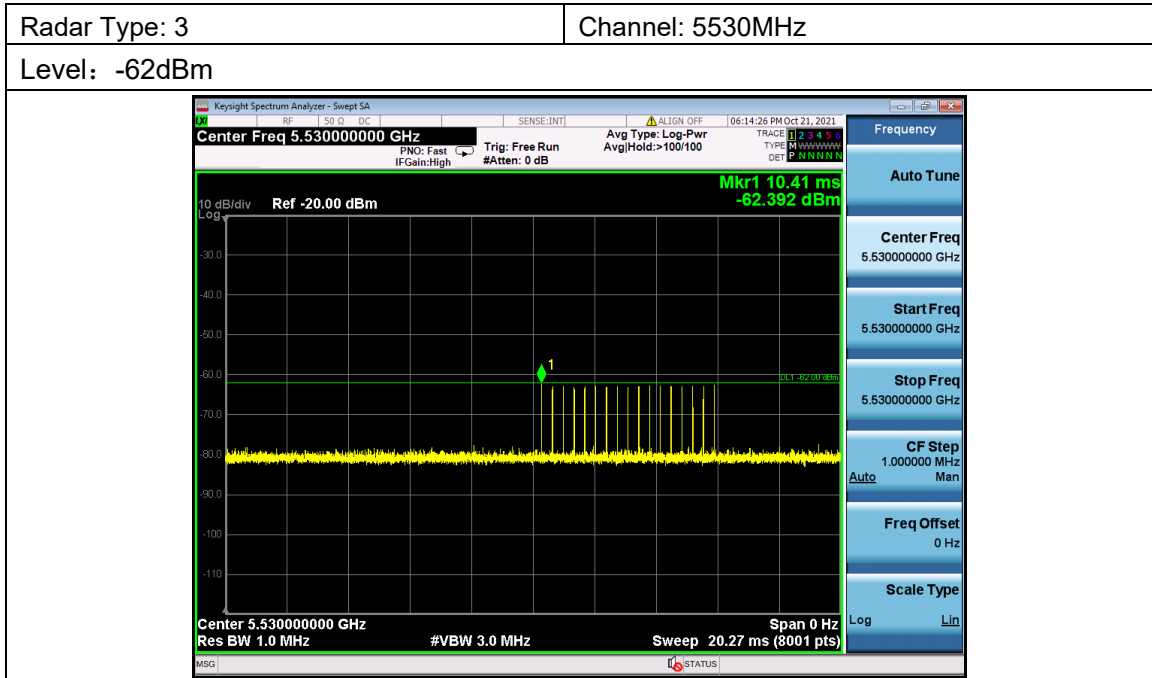 Radar Type: 3
Channel: 5530MHz
Level：-62dBm
Keysight Spectrum Analyzer - Swept SA
LXI RF 50 Ω DC SENSE:INT ALIGN OFF 06:14:26 PM Oct 21, 2021
Center Freq 5.530000000 GHz
PNO: Fast
IFGain:High
Trig: Free Run
#Atten: 0 dB
Avg Type: Log-Pwr
Avg|Hold:>100/100
TRACE 1 2 3 4 5 6
TYPE M WWWWW
DET P N N N N N
Mkr1 10.41 ms
-62.392 dBm
10 dB/div Ref -20.00 dBm
Log
-30.0
-40.0
-50.0
-60.0
-70.0
-80.0
-90.0
-100
-110
1
DL1 -62.00 dBm
Center 5.530000000 GHz Span 0 Hz
Res BW 1.0 MHz #VBW 3.0 MHz Sweep 20.27 ms (8001 pts)
MSG STATUS
Frequency
Auto Tune
Center Freq
5.530000000 GHz
Start Freq
5.530000000 GHz
Stop Freq
5.530000000 GHz
CF Step
1.000000 MHz
Auto Man
Freq Offset
0 Hz
Scale Type
Log Lin